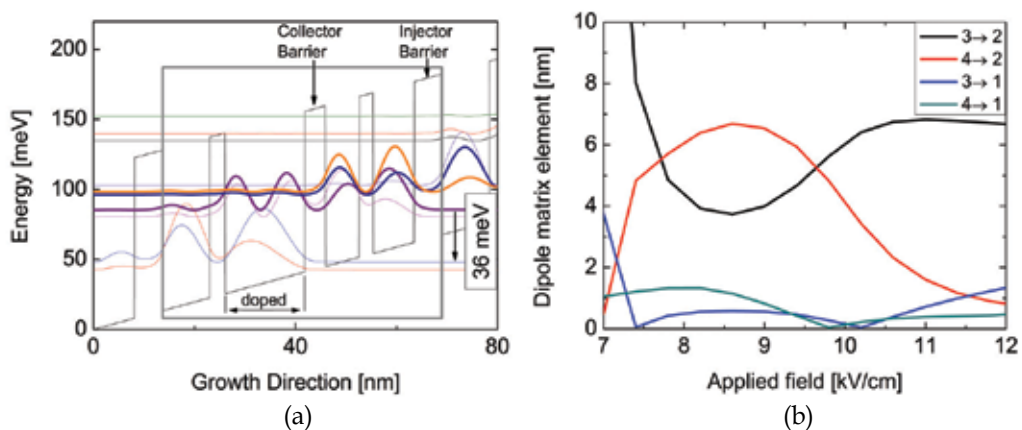 Collector Barrier
Injector Barrier
200
150
100
50
0
Energy [meV]
36 meV
doped
0
20
40
60
80
Growth Direction [nm]
(a)
10
8
6
4
2
0
Dipole matrix element [nm]
3→2
4→2
3→1
4→1
7
8
9
10
11
12
Applied field [kV/cm]
(b)